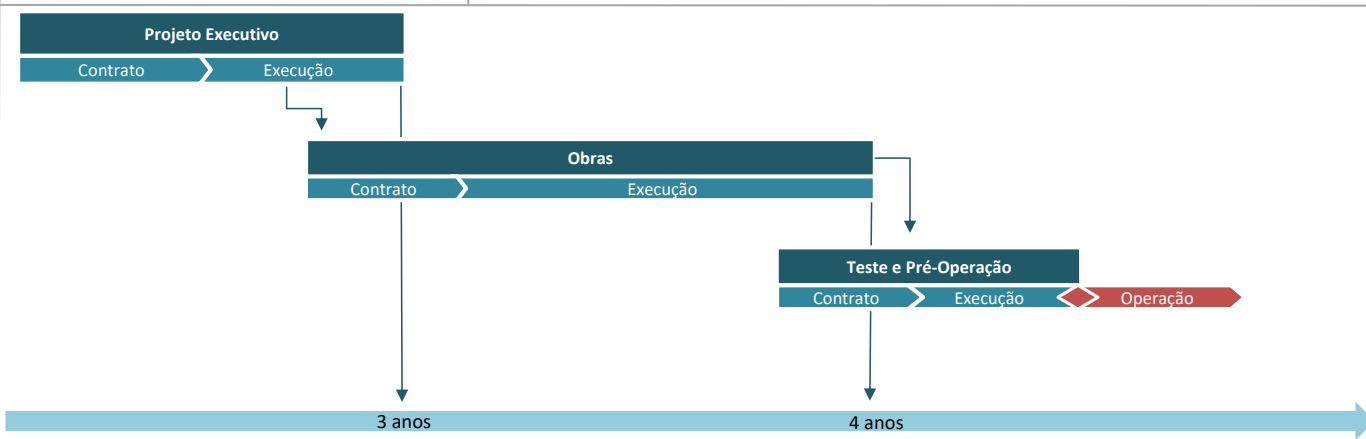 Projeto Executivo
Contrato
Execução
Obras
Contrato
Execução
Teste e Pré-Operação
Contrato
Execução
Operação
3 anos
4 anos